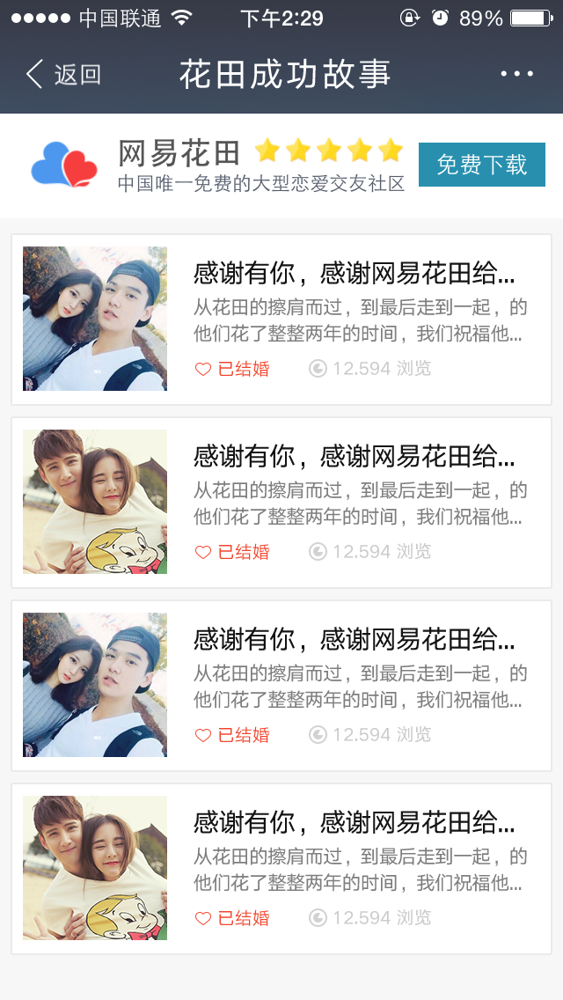 中国联通 下午2:29 89%
返回 花田成功故事
网易花田
中国唯一免费的大型恋爱交友社区
免费下载
感谢有你，感谢网易花田给...
从花田的擦肩而过，到最后走到一起，的
他们花了整整两年的时间，我们祝福他...
已结婚 12.594 浏览
感谢有你，感谢网易花田给...
从花田的擦肩而过，到最后走到一起，的
他们花了整整两年的时间，我们祝福他...
已结婚 12.594 浏览
感谢有你，感谢网易花田给...
从花田的擦肩而过，到最后走到一起，的
他们花了整整两年的时间，我们祝福他...
已结婚 12.594 浏览
感谢有你，感谢网易花田给...
从花田的擦肩而过，到最后走到一起，的
他们花了整整两年的时间，我们祝福他...
已结婚 12.594 浏览